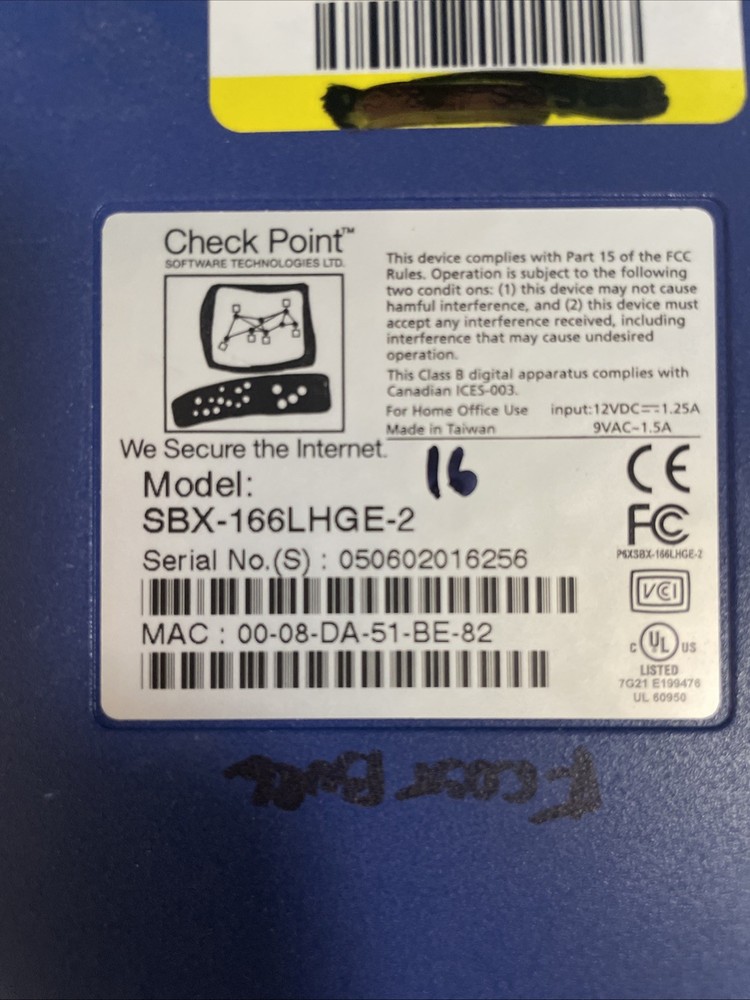 Check Point™
SOFTWARE TECHNOLOGIES LTD.
We Secure the Internet.
This device complies with Part 15 of the FCC
Rules. Operation is subject to the following
two condit ons: (1) this device may not cause
hamful interference, and (2) this device must
accept any interference received, including
interference that may cause undesired
operation.
This Class B digital apparatus complies with
Canadian ICES-003.
For Home Office Use input:12VDC⎓1.25A
Made in Taiwan 9VAC~1.5A
16
Model:
SBX-166LHGE-2
Serial No.(S) : 050602016256
MAC : 00-08-DA-51-BE-82
CE
FC
P6XSBX-166LHGE-2
VCI
C UL US
LISTED
7G21 E199476
UL 60950